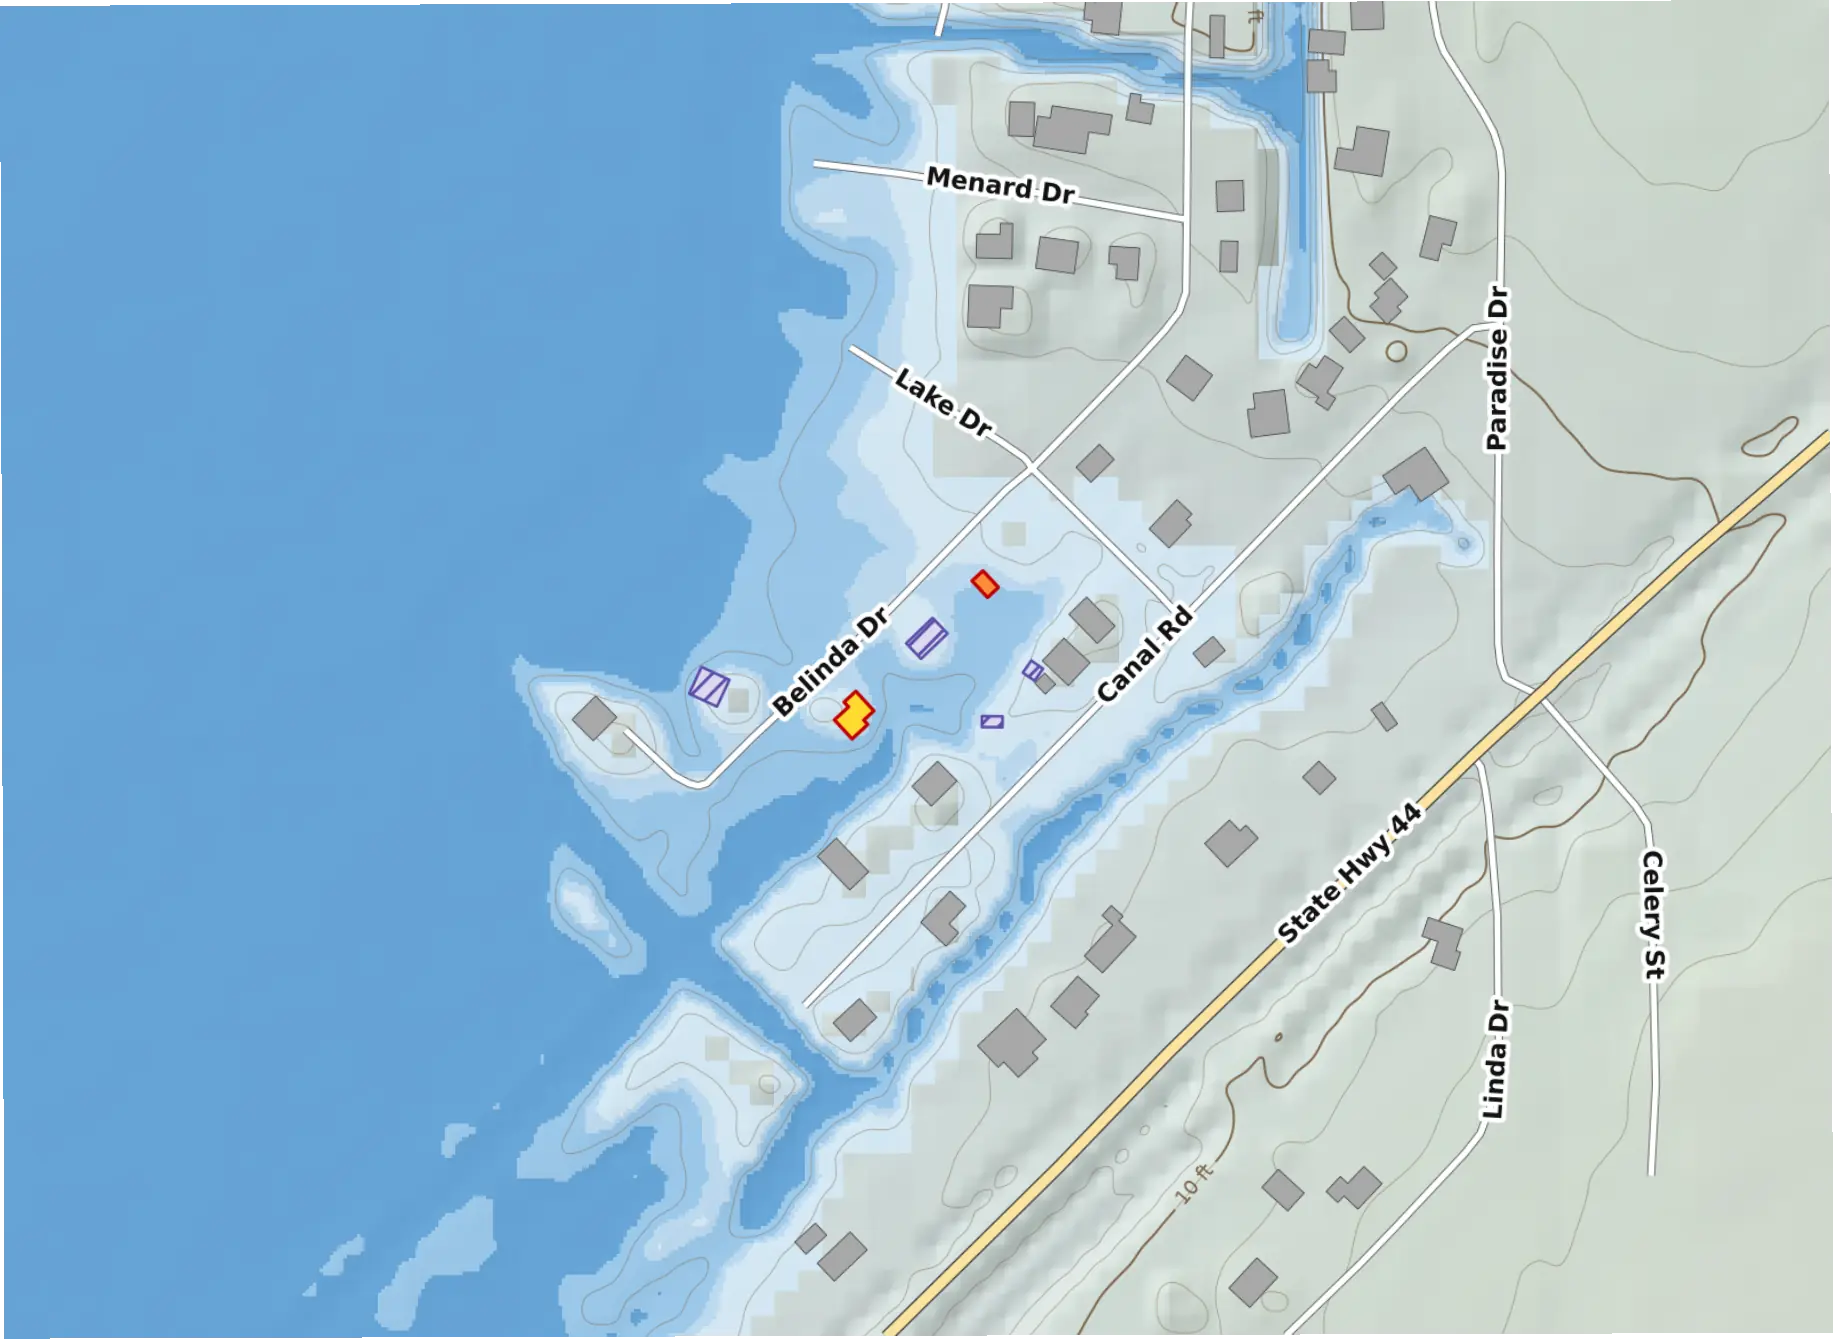 ft
Menard Dr
Paradise Dr
Lake Dr
Belinda Dr
Canal Rd
State Hwy 44
Celery St
Linda Dr
10 ft